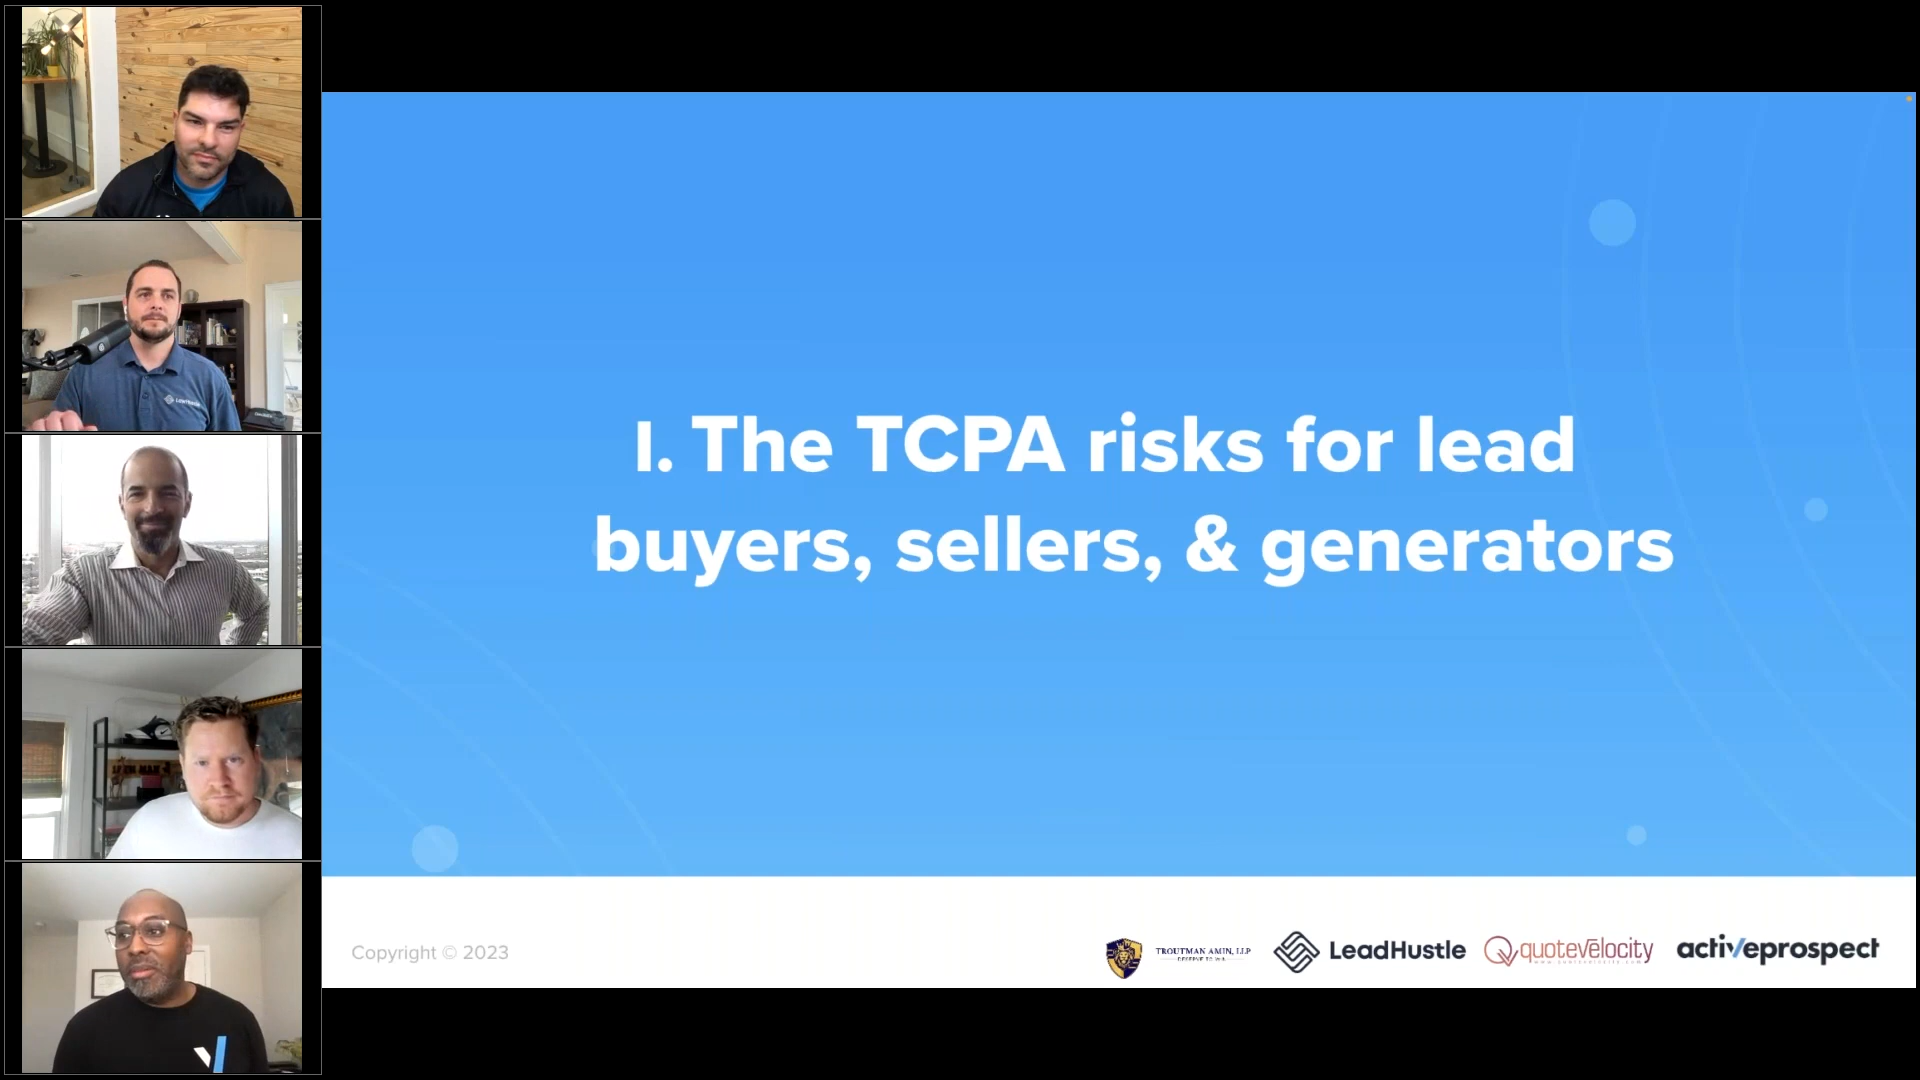 I. The TCPA risks for lead
buyers, sellers, & generators
Copyright © 2023
TROUTMAN AMIN, LLP
LeadHustle
quotevelocity
activeprospect